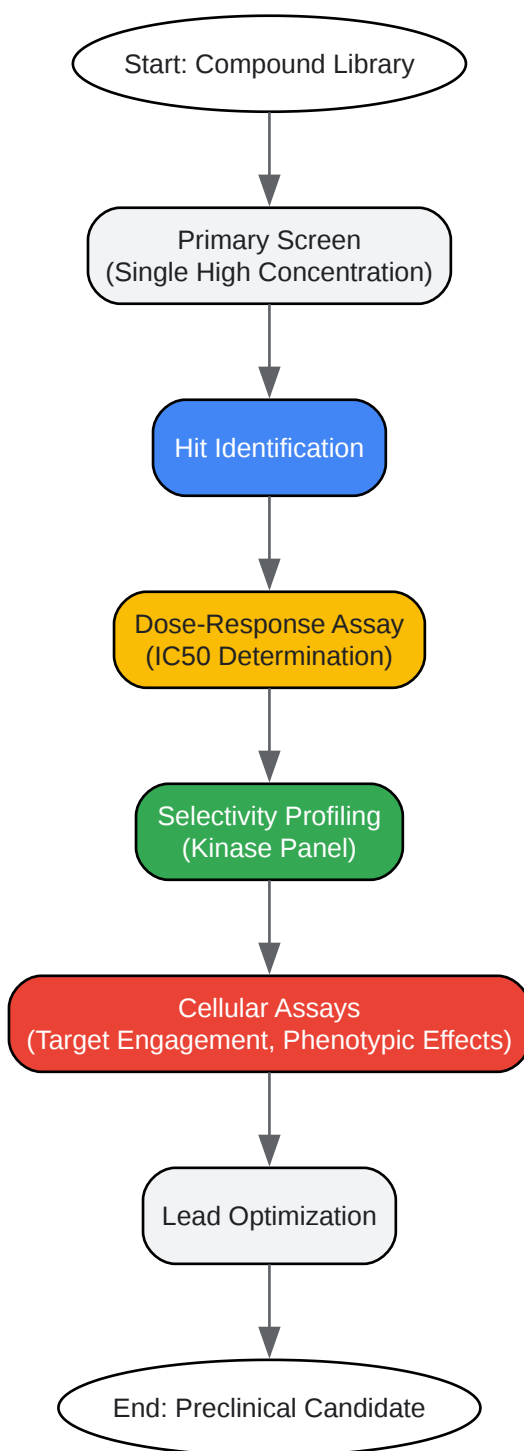 Start: Compound Library
Primary Screen
(Single High Concentration)
Hit Identification
Dose-Response Assay
(IC50 Determination)
Selectivity Profiling
(Kinase Panel)
Cellular Assays
(Target Engagement, Phenotypic Effects)
Lead Optimization
End: Preclinical Candidate